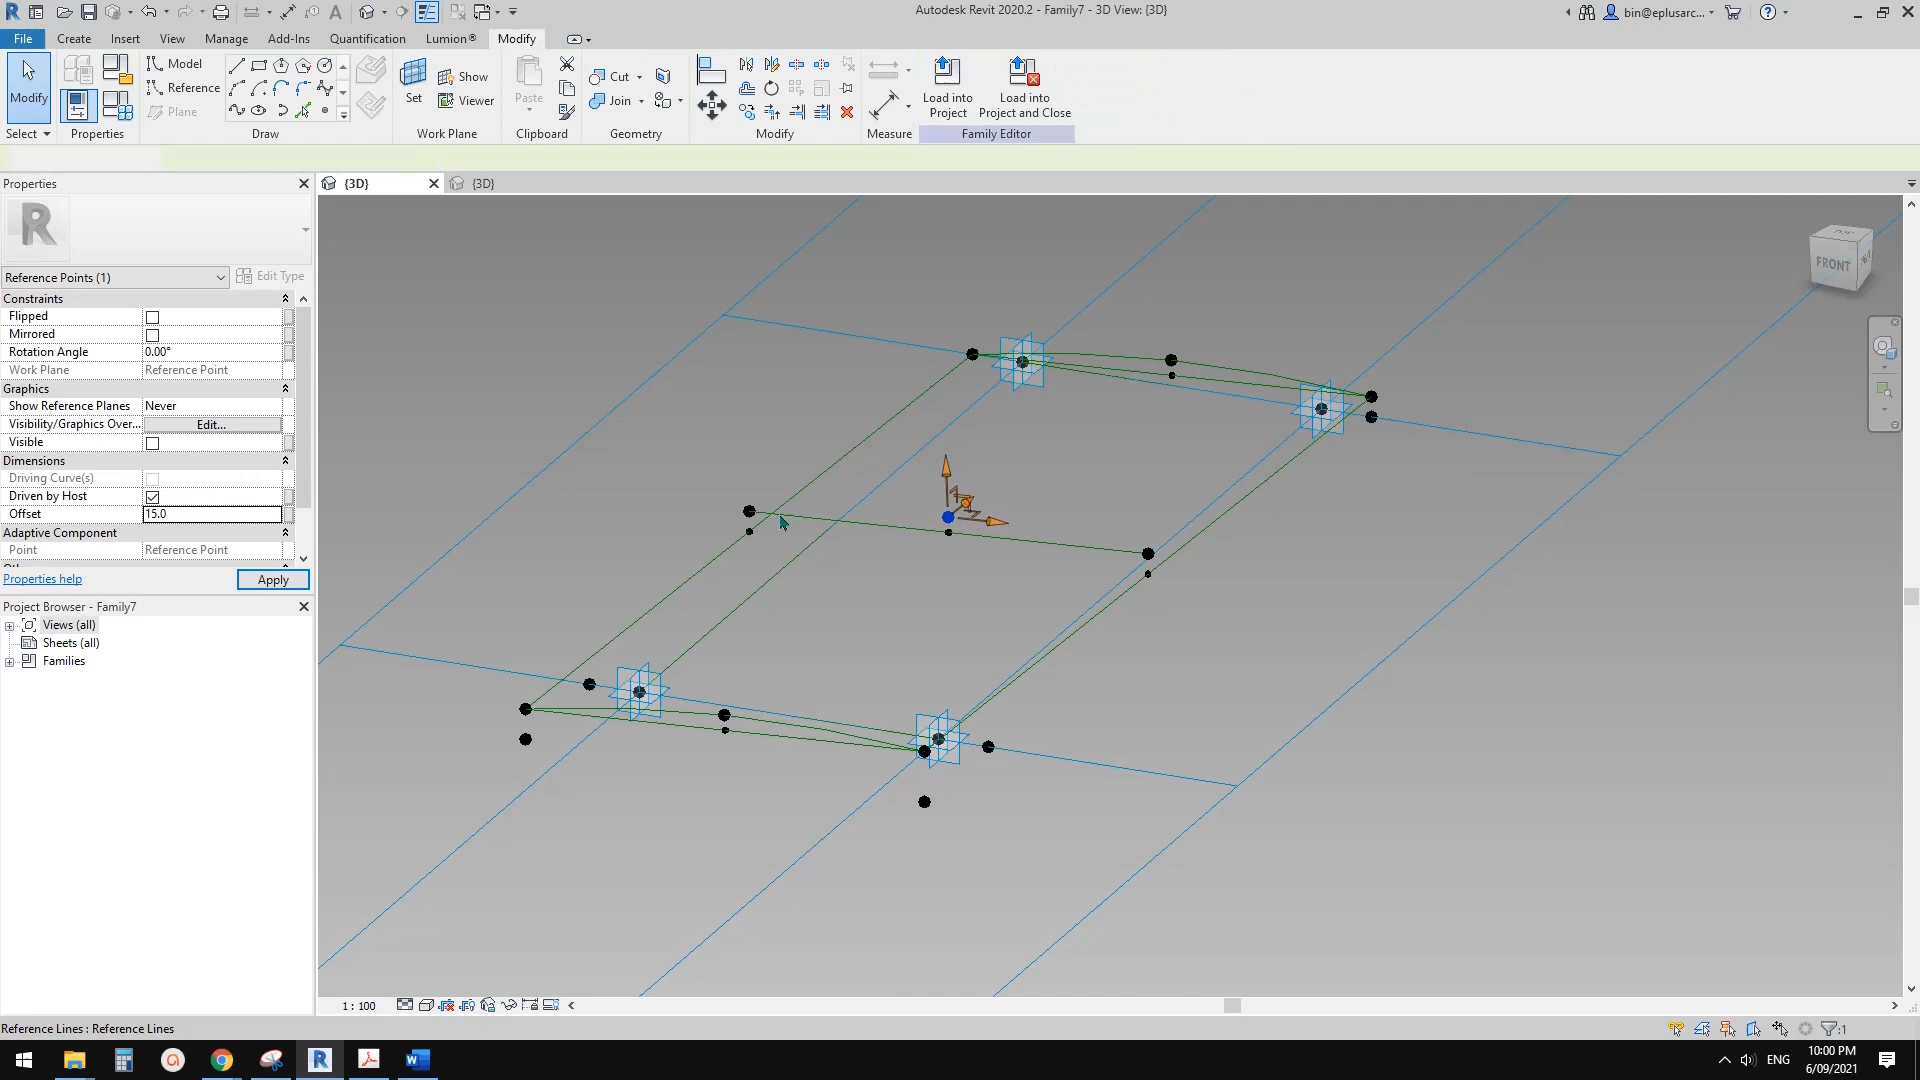 Autodesk Revit 2020.2 - Family7 - 3D View: {3D}
bin@eplusarc...
File Create Insert View Manage Add-Ins Quantification Lumion® Modify
Modify
Select
Properties
Model
Reference
Plane
Draw
Set
Show
Viewer
Work Plane
Paste
Clipboard
Cut
Join
Geometry
Modify
Measure
Load into
Project
Load into
Project and Close
Family Editor
Properties
{3D}
{3D}
Reference Points (1)
Edit Type
Constraints
Flipped
Mirrored
Rotation Angle 0.00°
Work Plane Reference Point
Graphics
Show Reference Planes Never
Visibility/Graphics Over... Edit...
Visible
Dimensions
Driving Curve(s)
Driven by Host
Offset 15.0
Adaptive Component
Point Reference Point
Properties help
Apply
Project Browser - Family7
Views (all)
Sheets (all)
Families
FRONT
TOP
1 : 100
Reference Lines : Reference Lines
:1
ENG
10:00 PM
6/09/2021